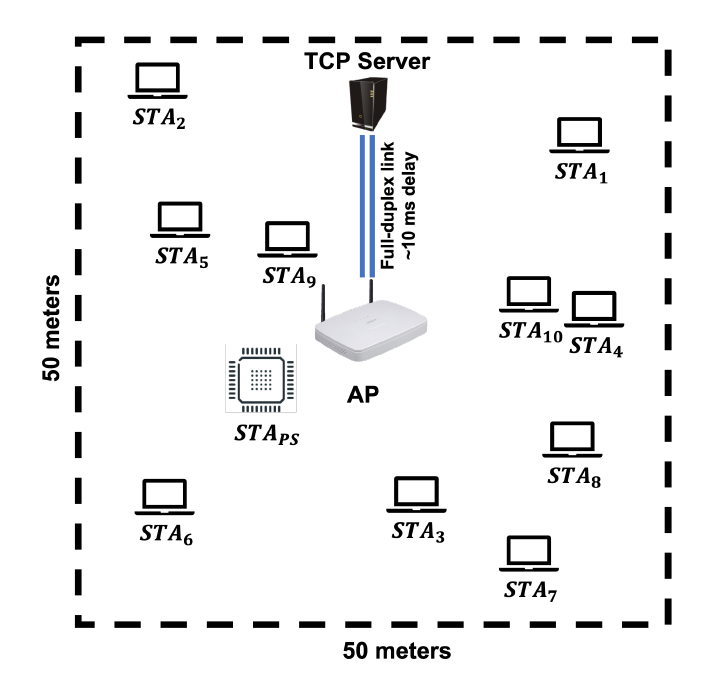 TCP Server
STA₂
STA₁
Full-duplex link
~10 ms delay
STA₅
STA₉
STA₁₀
STA₄
50 meters
AP
STA_PS
STA₈
STA₆
STA₃
STA₇
50 meters